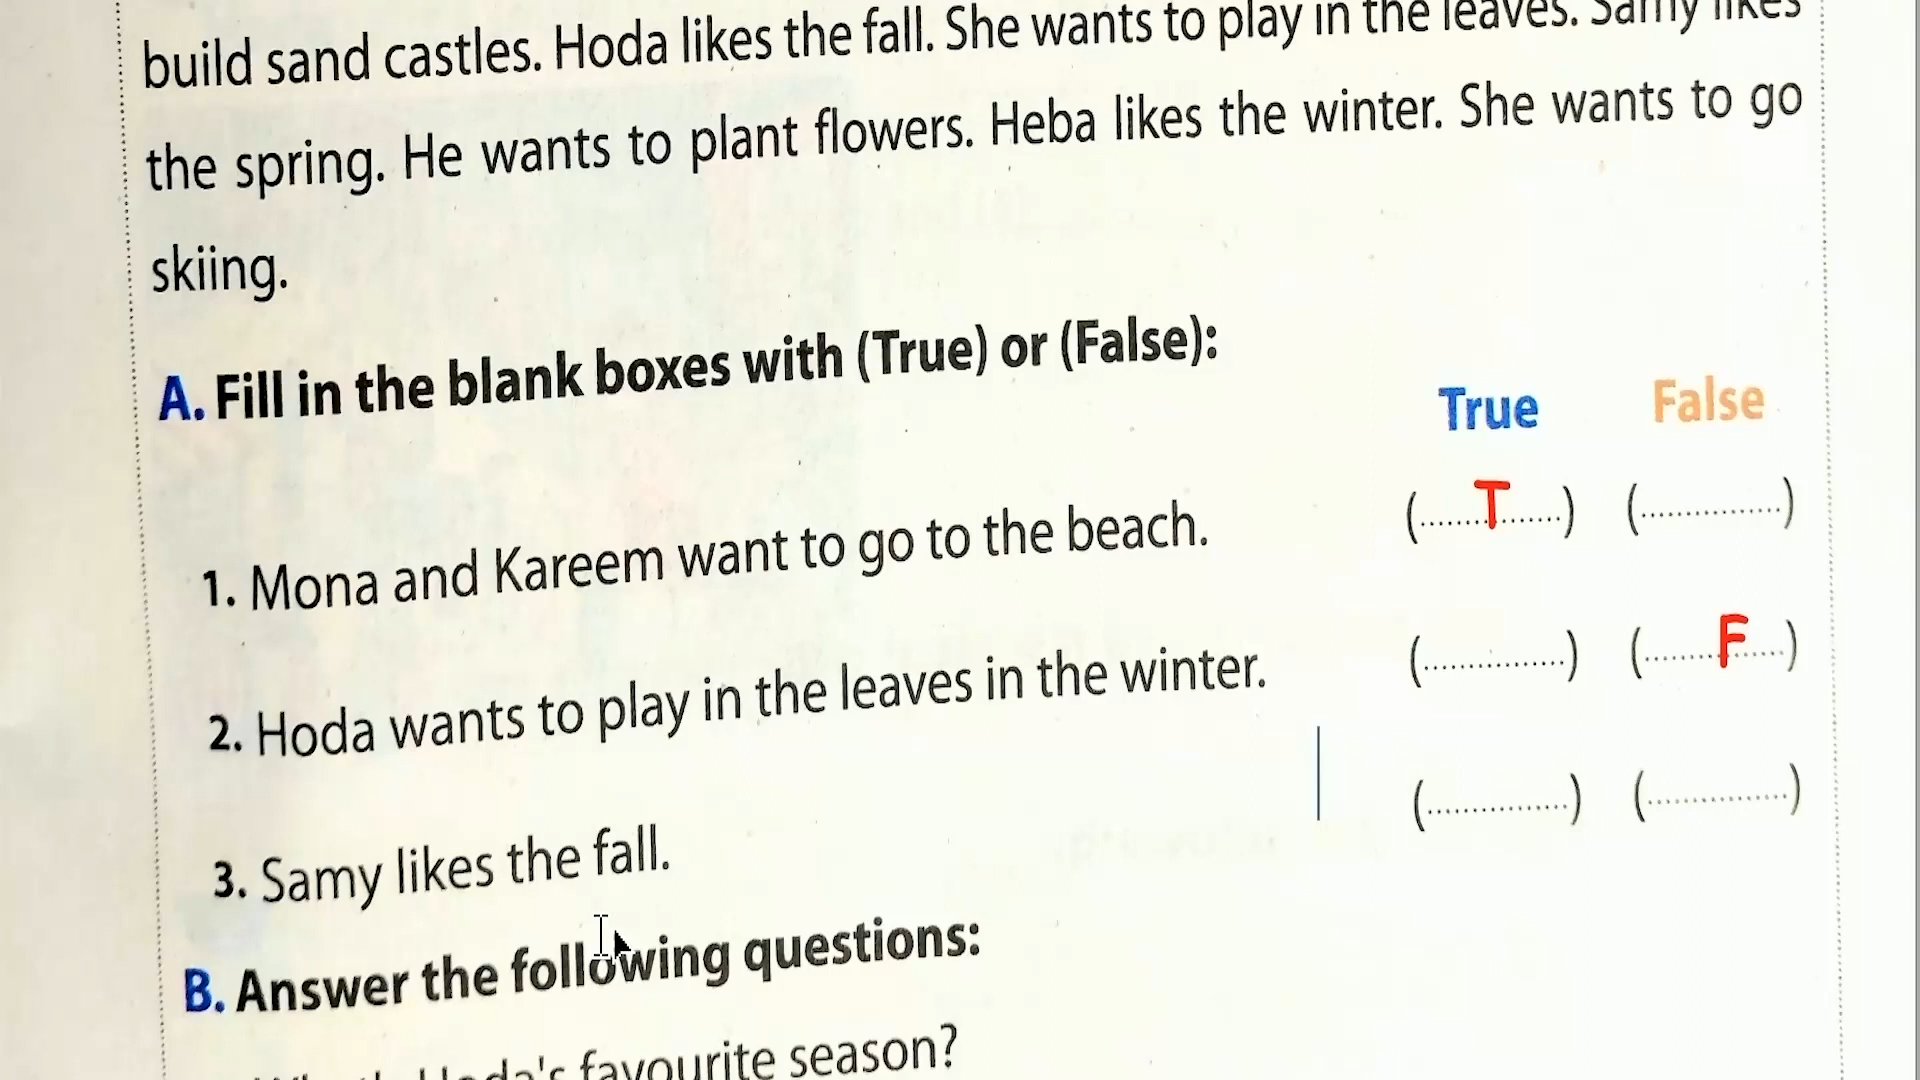 build sand castles. Hoda likes the fall. She wants to play in the leaves. Samy likes
the spring. He wants to plant flowers. Heba likes the winter. She wants to go
skiing.
A. Fill in the blank boxes with (True) or (False):
True False
1. Mona and Kareem want to go to the beach. (.......T.......) (...............)
2. Hoda wants to play in the leaves in the winter. (...............) (........F.....)
3. Samy likes the fall. (...............) (...............)
B. Answer the following questions:
Hoda's favourite season?